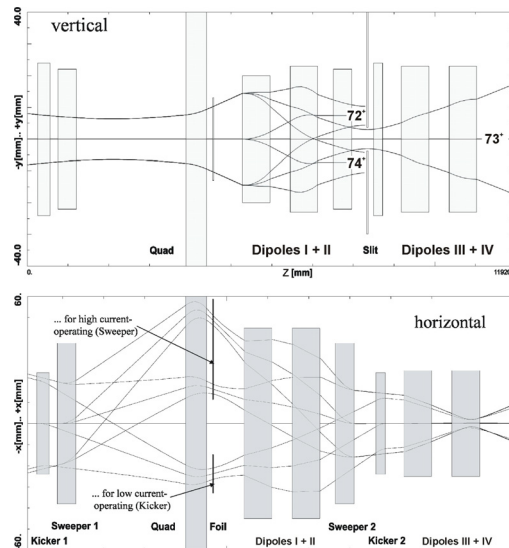 40.0
vertical
-y[mm].. +y[mm]
72+
73+
74+
Quad
Dipoles I + II
Slit
Dipoles III + IV
-40.0
0.
Z [mm]
11920
60.
... for high current-
operating (Sweeper)
horizontal
-x[mm].. +x[mm]
... for low current-
operating (Kicker)
Sweeper 1
Quad
Foil
Sweeper 2
Kicker 1
Dipoles I + II
Kicker 2
Dipoles III + IV